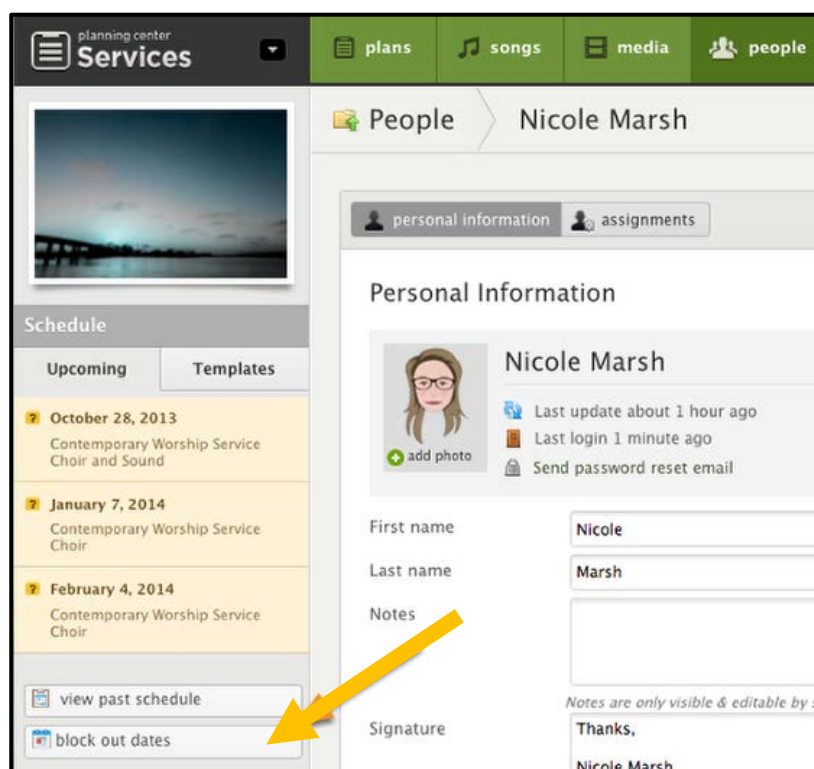 planning center
Services
plans
songs
media
people
People
Nicole Marsh
personal information
assignments
Schedule
Upcoming
Templates
October 28, 2013
Contemporary Worship Service
Choir and Sound
January 7, 2014
Contemporary Worship Service
Choir
February 4, 2014
Contemporary Worship Service
Choir
view past schedule
block out dates
Personal Information
Nicole Marsh
Last update about 1 hour ago
Last login 1 minute ago
Send password reset email
add photo
First name
Nicole
Last name
Marsh
Notes
Notes are only visible & editable by
Signature
Thanks,
Nicole Marsh